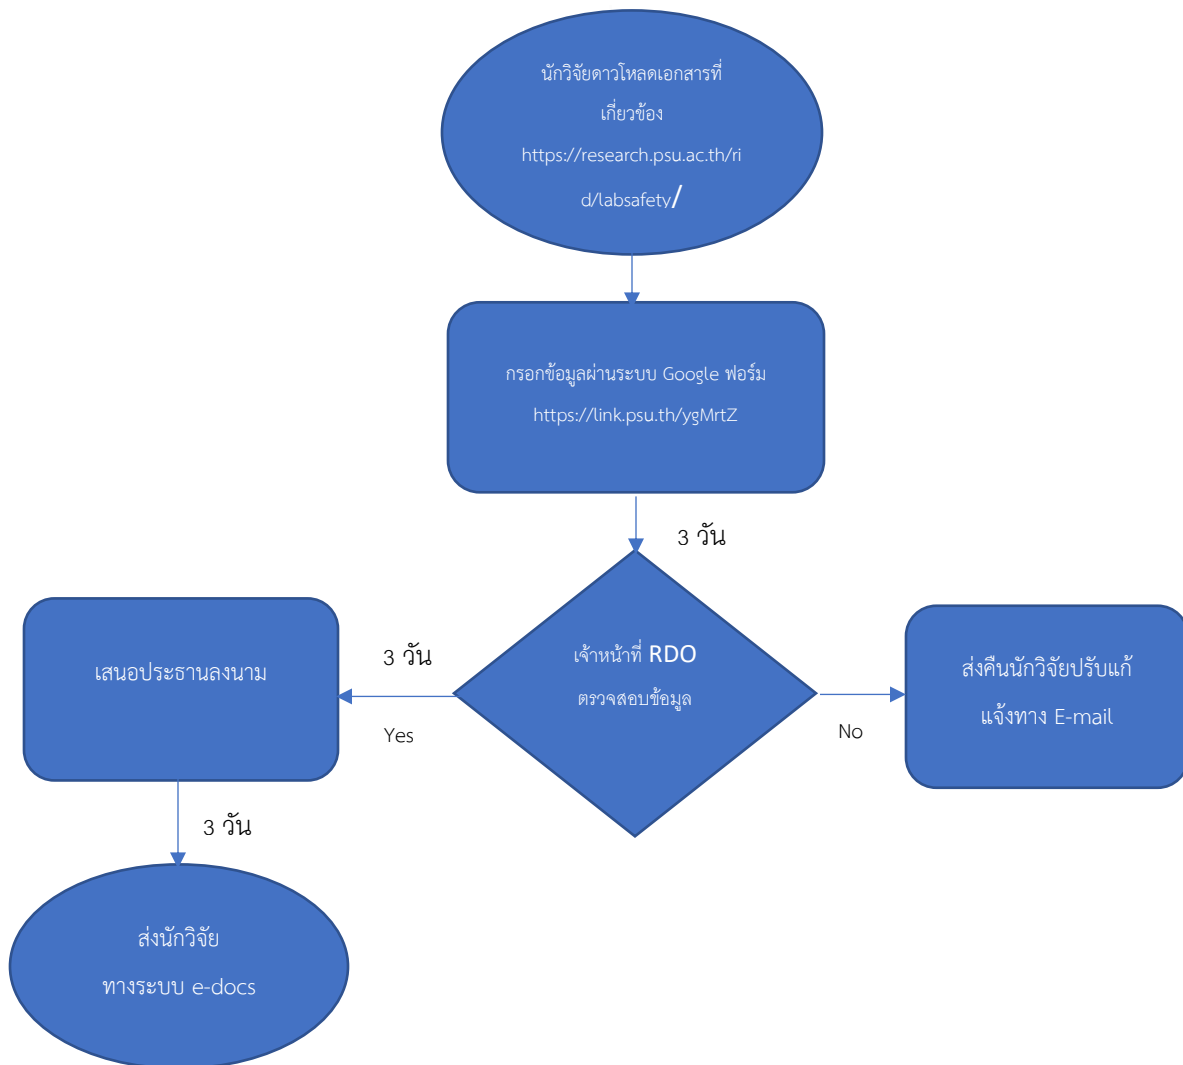 นักวิจัยดาวโหลดเอกสารที่
เกี่ยวข้อง
https://research.psu.ac.th/ri
d/labsafety/
กรอกข้อมูลผ่านระบบ Google ฟอร์ม
https://link.psu.th/ygMrtZ
3 วัน
เจ้าหน้าที่ RDO
ตรวจสอบข้อมูล
3 วัน
Yes
เสนอประธานลงนาม
No
ส่งคืนนักวิจัยปรับแก้
แจ้งทาง E-mail
3 วัน
ส่งนักวิจัย
ทางระบบ e-docs